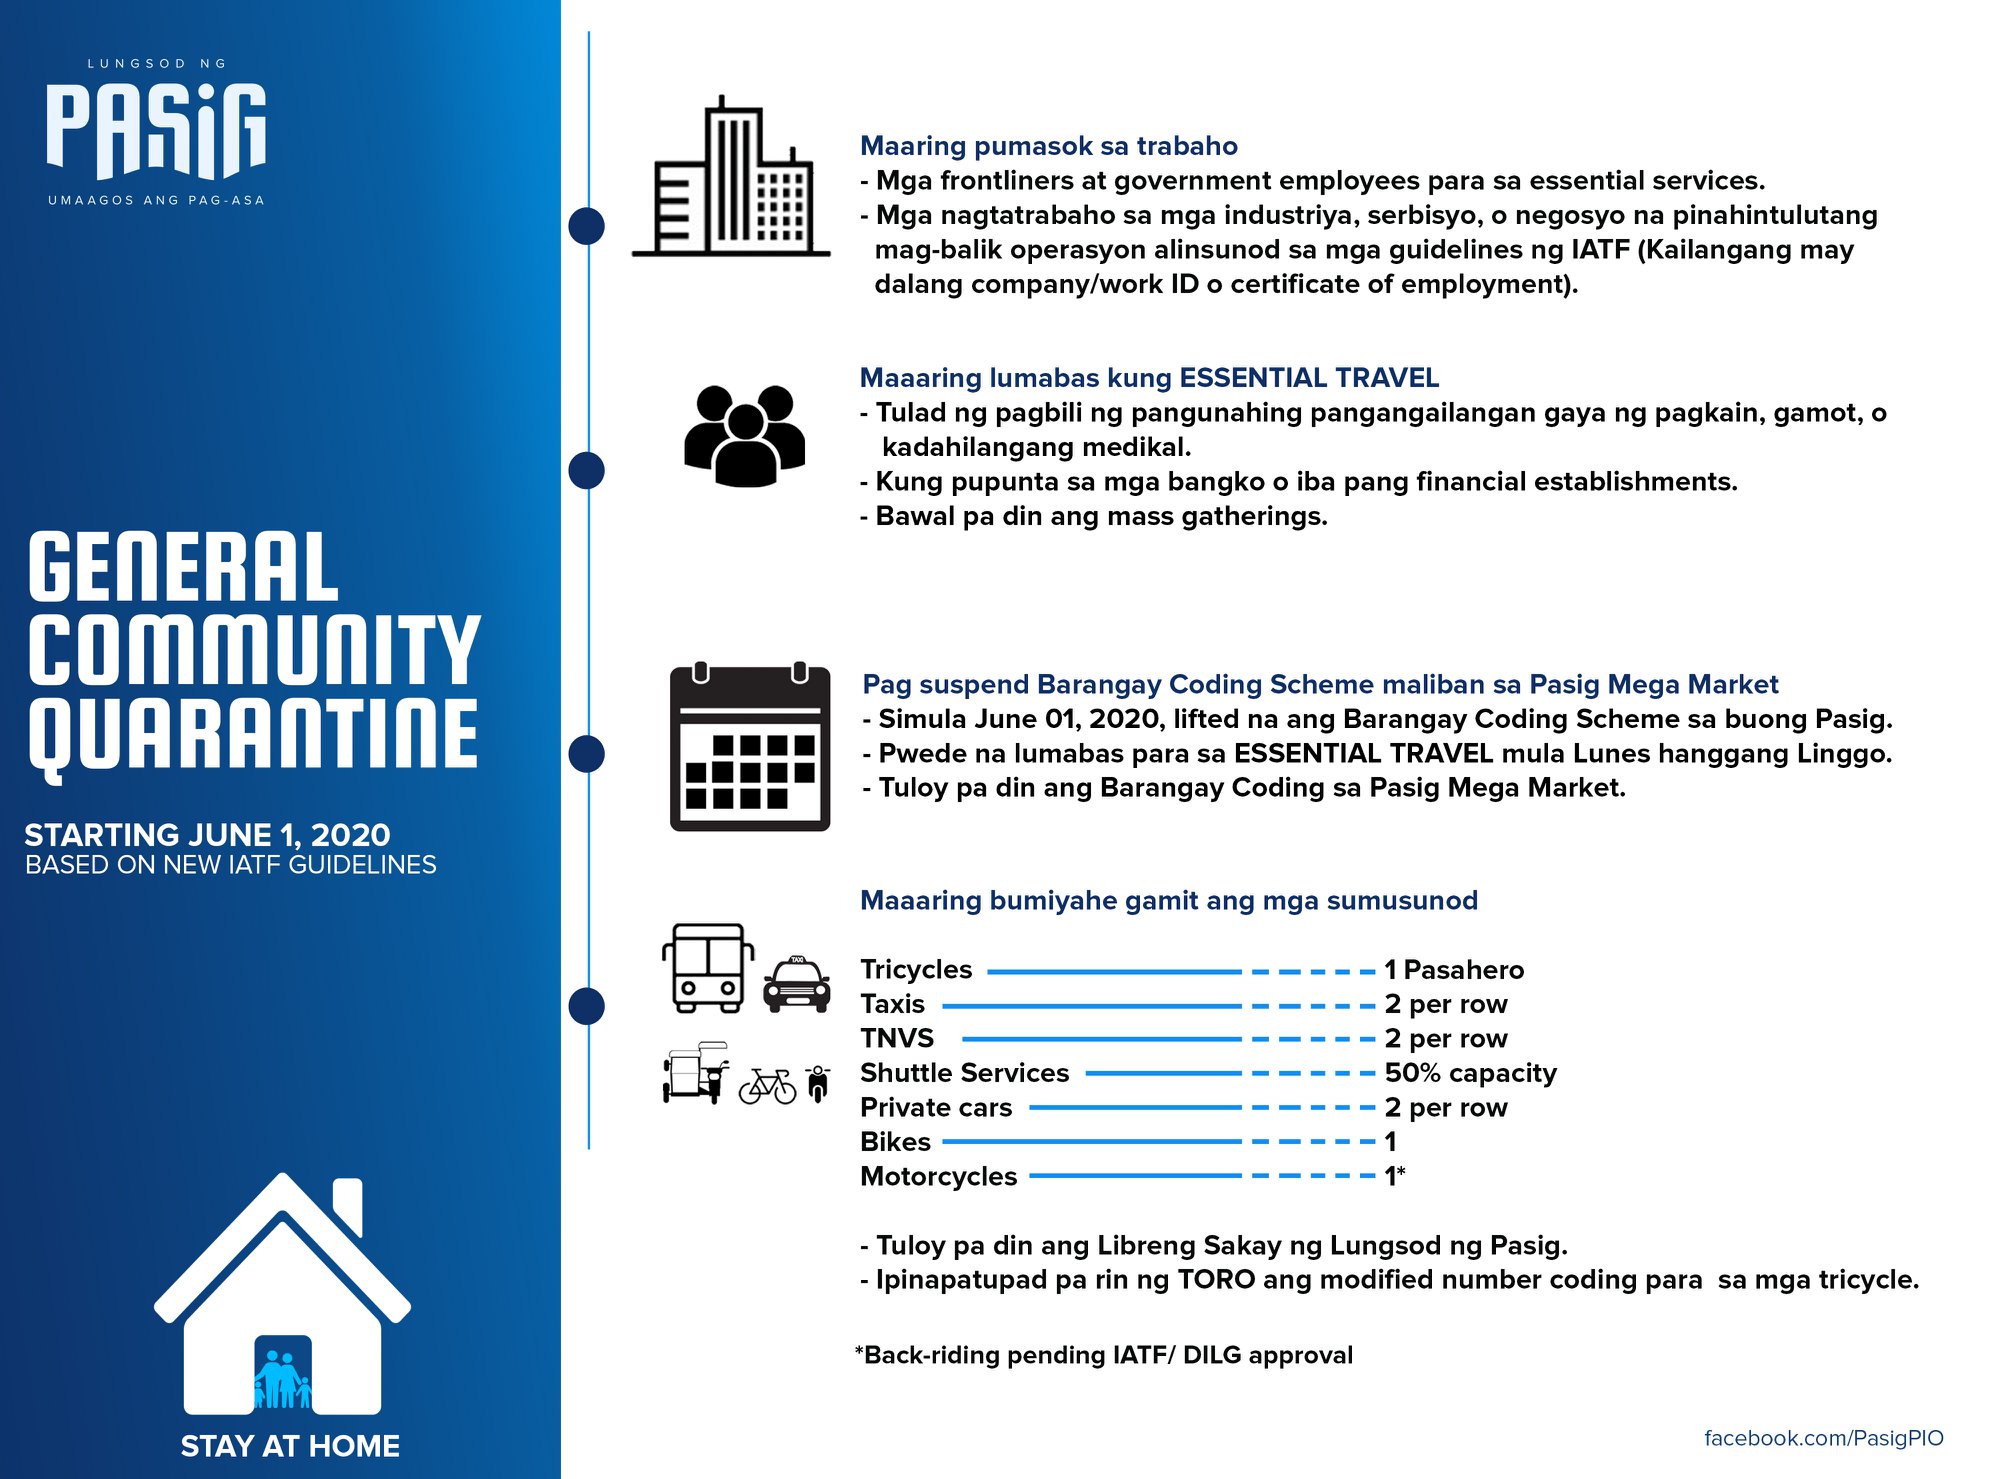 LUNGSOD NG
PASIG
UMAAGOS ANG PAG-ASA
GENERAL
COMMUNITY
QUARANTINE
STARTING JUNE 1, 2020
BASED ON NEW IATF GUIDELINES
STAY AT HOME
Maaring pumasok sa trabaho
- Mga frontliners at government employees para sa essential services.
- Mga nagtatrabaho sa mga industriya, serbisyo, o negosyo na pinahintulutang
mag-balik operasyon alinsunod sa mga guidelines ng IATF (Kailangang may
dalang company/work ID o certificate of employment).
Maaaring lumabas kung ESSENTIAL TRAVEL
- Tulad ng pagbili ng pangunahing pangangailangan gaya ng pagkain, gamot, o
kadahilangang medikal.
- Kung pupunta sa mga bangko o iba pang financial establishments.
- Bawal pa din ang mass gatherings.
Pag suspend Barangay Coding Scheme maliban sa Pasig Mega Market
- Simula June 01, 2020, lifted na ang Barangay Coding Scheme sa buong Pasig.
- Pwede na lumabas para sa ESSENTIAL TRAVEL mula Lunes hanggang Linggo.
- Tuloy pa din ang Barangay Coding sa Pasig Mega Market.
Maaaring bumiyahe gamit ang mga sumusunod
TAXI
Tricycles 1 Pasahero
Taxis 2 per row
TNVS 2 per row
Shuttle Services 50% capacity
Private cars 2 per row
Bikes 1
Motorcycles 1*
- Tuloy pa din ang Libreng Sakay ng Lungsod ng Pasig.
- Ipinapatupad pa rin ng TORO ang modified number coding para  sa mga tricycle.
*Back-riding pending IATF/ DILG approval
facebook.com/PasigPIO